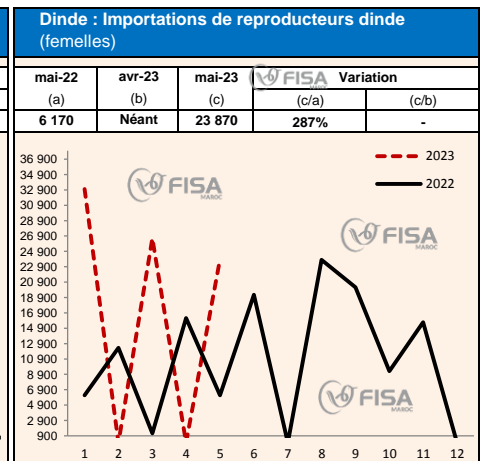 Dinde : Importations de reproducteurs dinde
(femelles)
mai-22 avr-23 mai-23 FISA Variation
(a) (b) (c) (c/a) (c/b)
6 170 Néant 23 870 287% -
36 900
34 900
32 900
30 900
28 900
26 900
24 900
22 900
20 900
18 900
16 900
14 900
12 900
10 900
8 900
6 900
4 900
2 900
900
2023
2022
FISA
MAROC
FISA
MAROC
FISA
MAROC
1 2 3 4 5 6 7 8 9 10 11 12